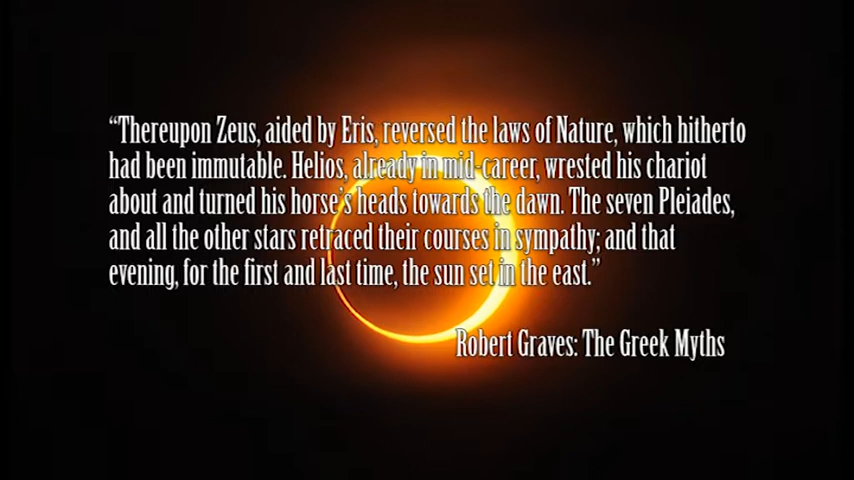 “Thereupon Zeus, aided by Eris, reversed the laws of Nature, which hitherto
had been immutable. Helios, already in mid-career, wrested his chariot
about and turned his horse’s heads towards the dawn. The seven Pleiades,
and all the other stars retraced their courses in sympathy; and that
evening, for the first and last time, the sun set in the east.”
Robert Graves: The Greek Myths